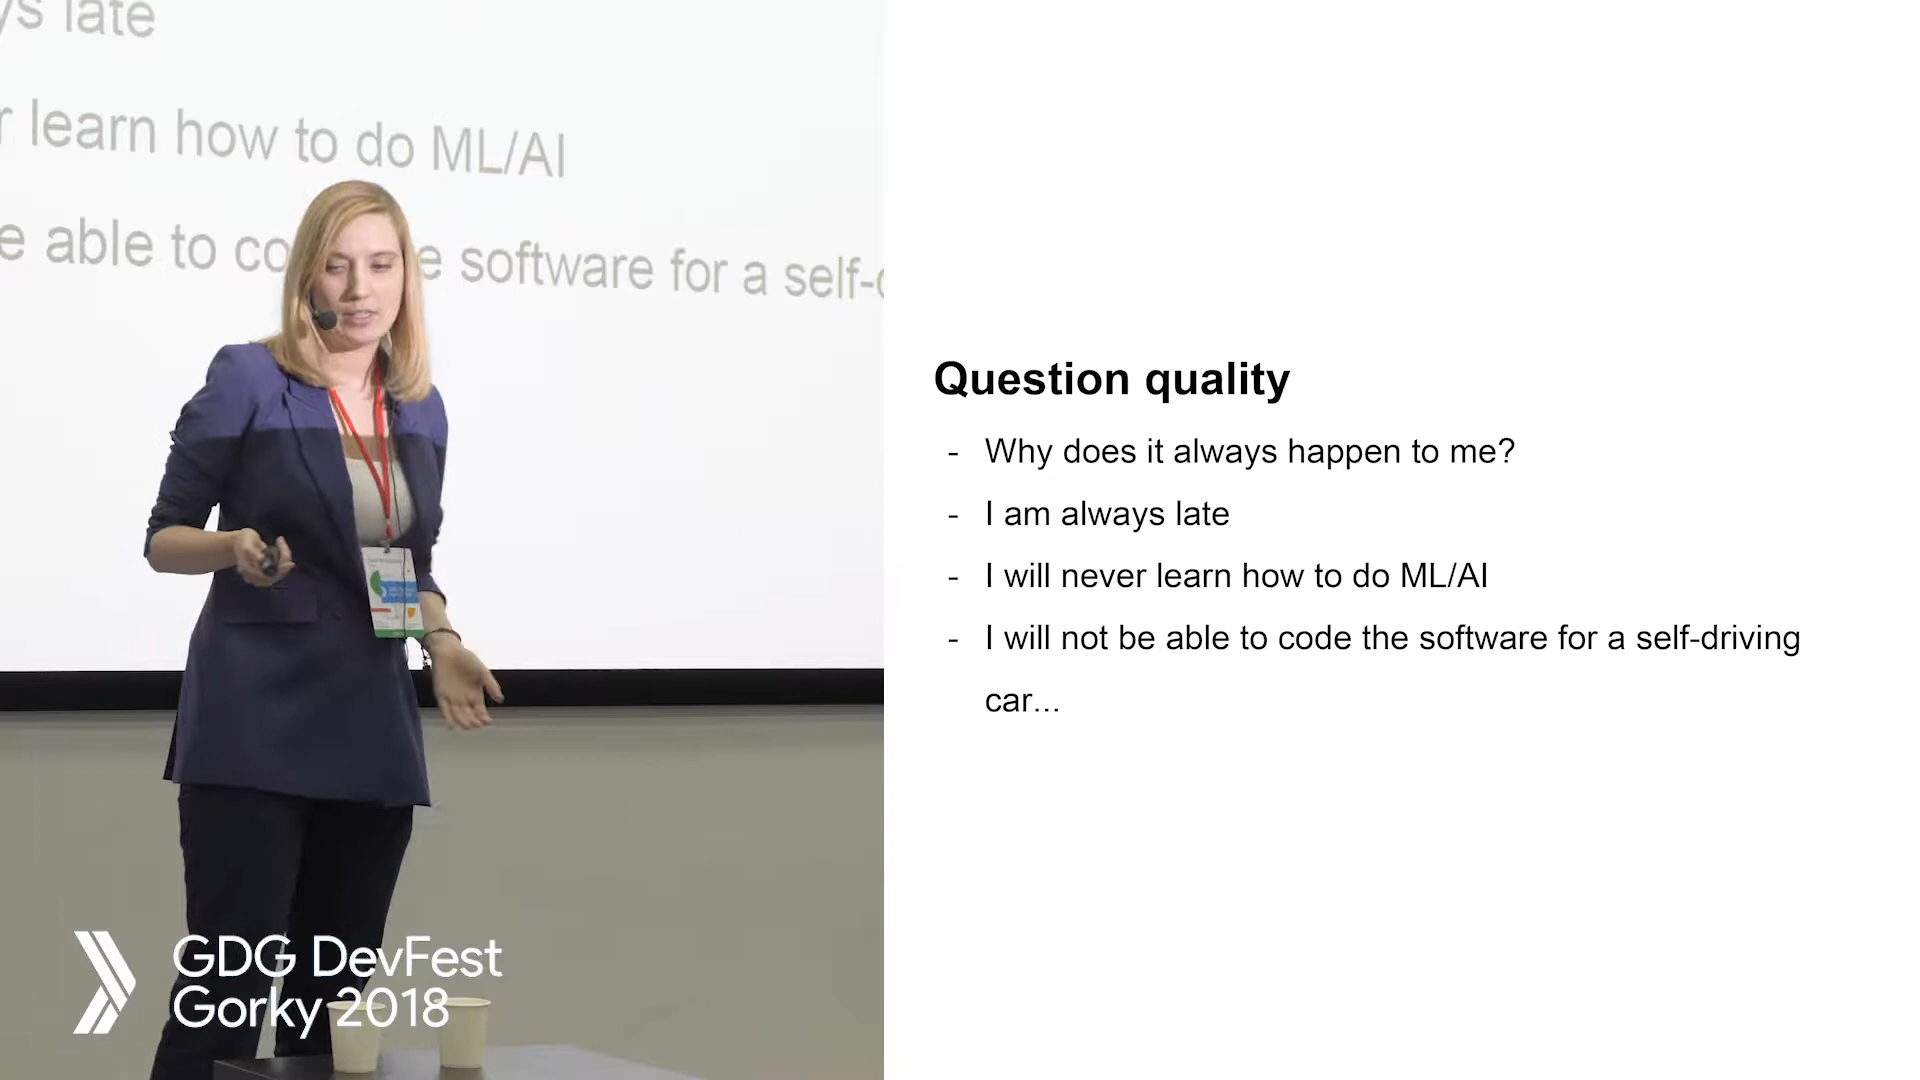 ys late
r learn how to do ML/AI
e able to co e software for a self-
GDG DevFest
Gorky 2018
Question quality
- Why does it always happen to me?
- I am always late
- I will never learn how to do ML/AI
- I will not be able to code the software for a self-driving
car...